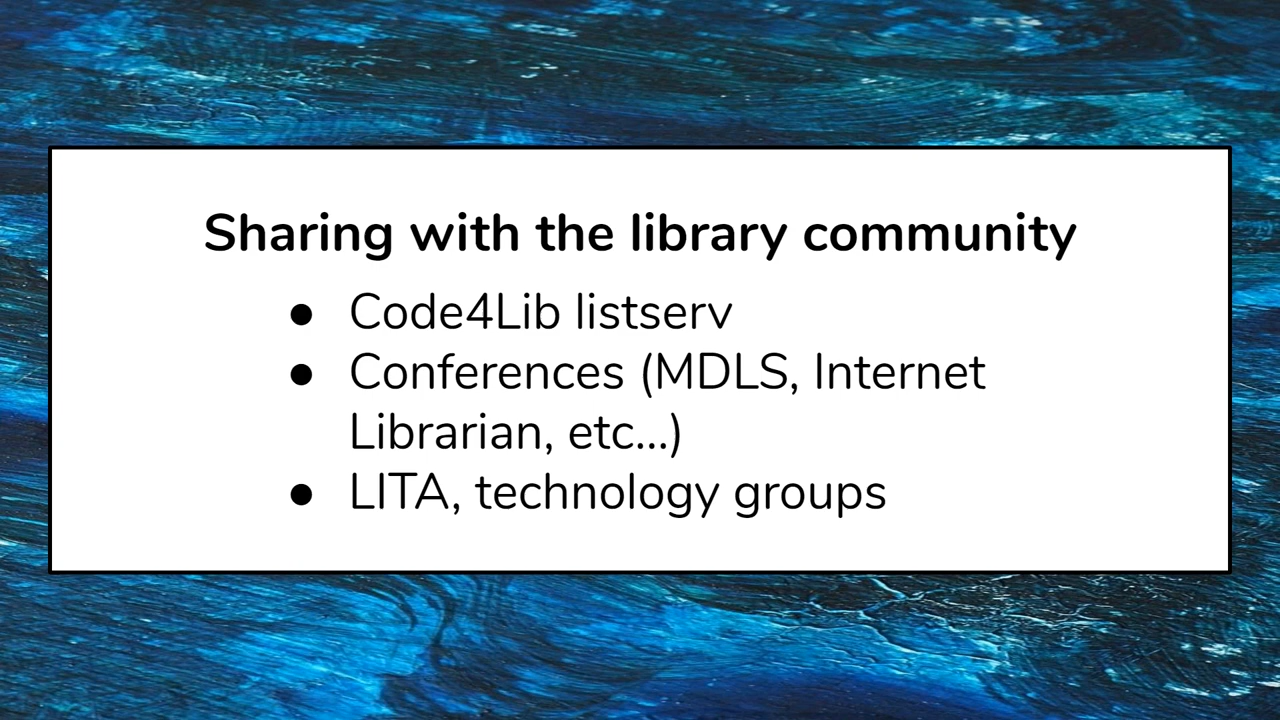 Sharing with the library community
● Code4Lib listserv
● Conferences (MDLS, Internet
Librarian, etc...)
● LITA, technology groups